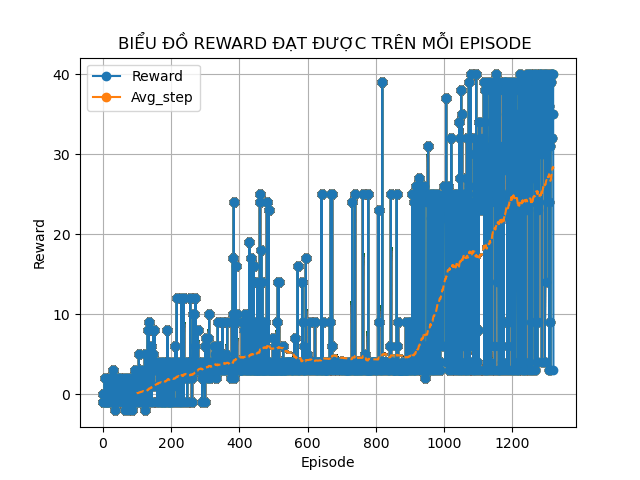 BIỂU ĐỒ REWARD ĐẠT ĐƯỢC TRÊN MỖI EPISODE
Reward
Avg_step
40
30
20
10
0
Reward
0 200 400 600 800 1000 1200
Episode